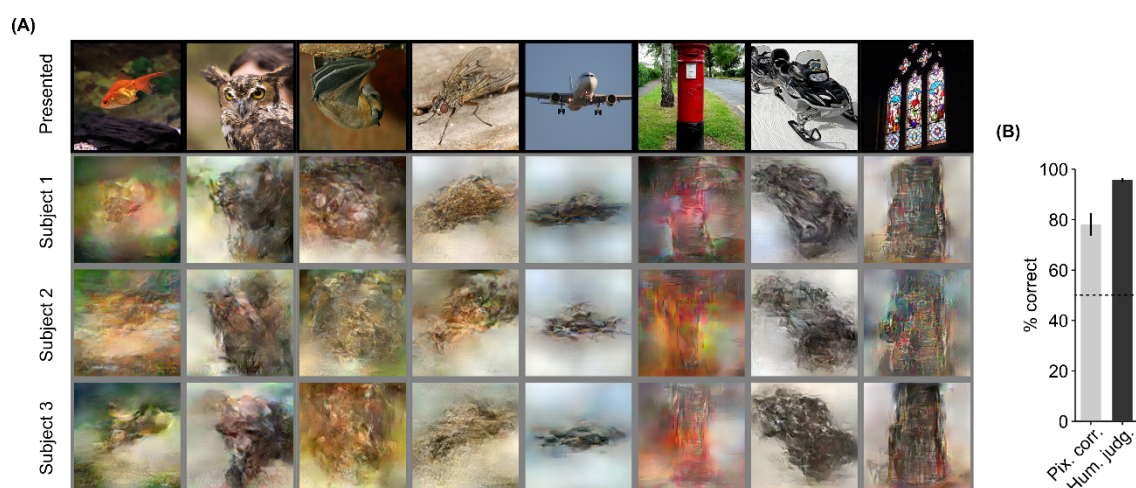 (A)
Presented
Subject 1
Subject 2
Subject 3
(B)
% correct
100
80
60
40
20
0
Pix. corr.
Hum. judg.